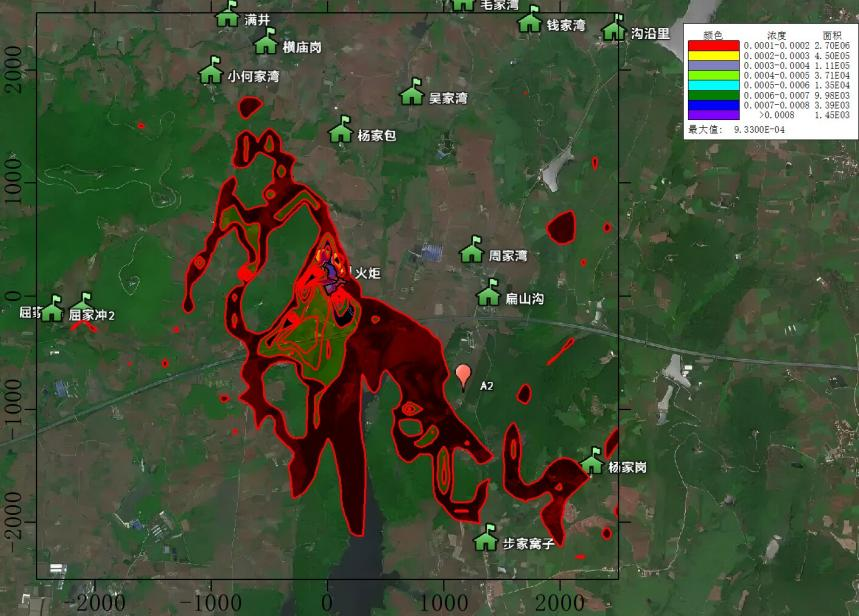 毛家湾
满井
钱家湾
沟沿里
横庙岗
小何家湾
吴家湾
杨家包
周家湾
火炬
扁山沟
屈家冲2
A2
杨家岗
步家窝子
颜色 浓度 面积
0.0001-0.0002 2.70E06
0.0002-0.0003 4.50E05
0.0003-0.0004 1.11E05
0.0004-0.0005 3.71E04
0.0005-0.0006 1.35E04
0.0006-0.0007 9.98E03
0.0007-0.0008 3.39E03
>0.0008 1.45E03
最大值: 9.3300E-04
2000
1000
0
-1000
-2000
-2000 -1000 0 1000 2000